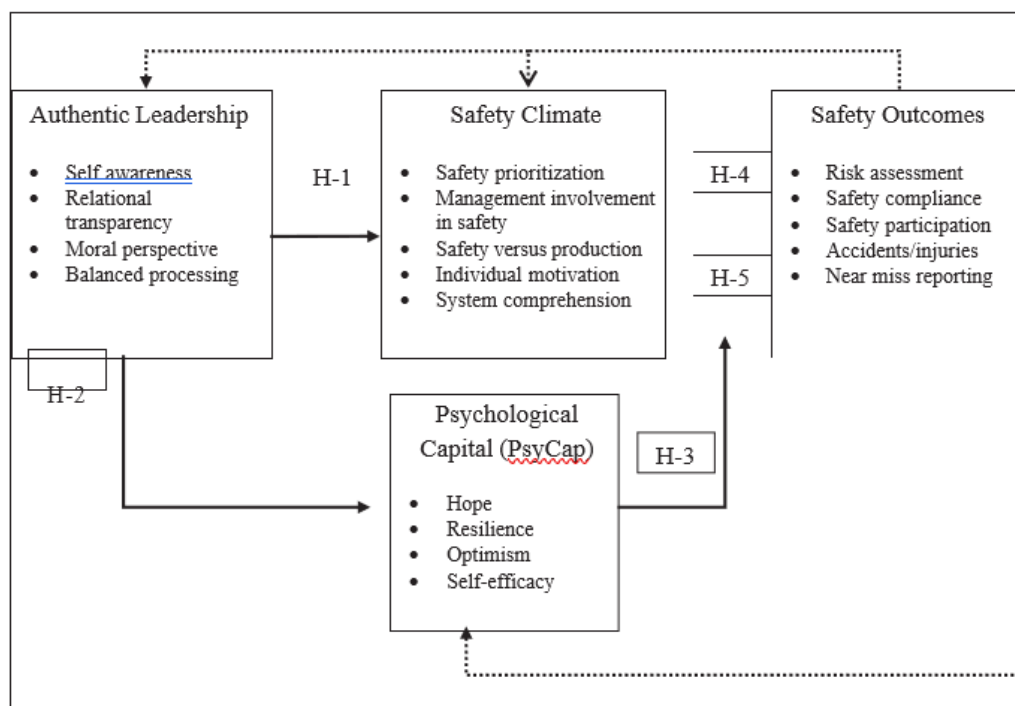 Authentic Leadership
• Self awareness
• Relational
transparency
• Moral perspective
• Balanced processing
H-1
Safety Climate
• Safety prioritization
• Management involvement
in safety
• Safety versus production
• Individual motivation
• System comprehension
H-4
H-5
Safety Outcomes
• Risk assessment
• Safety compliance
• Safety participation
• Accidents/injuries
• Near miss reporting
H-2
Psychological
Capital (PsyCap)
• Hope
• Resilience
• Optimism
• Self-efficacy
H-3